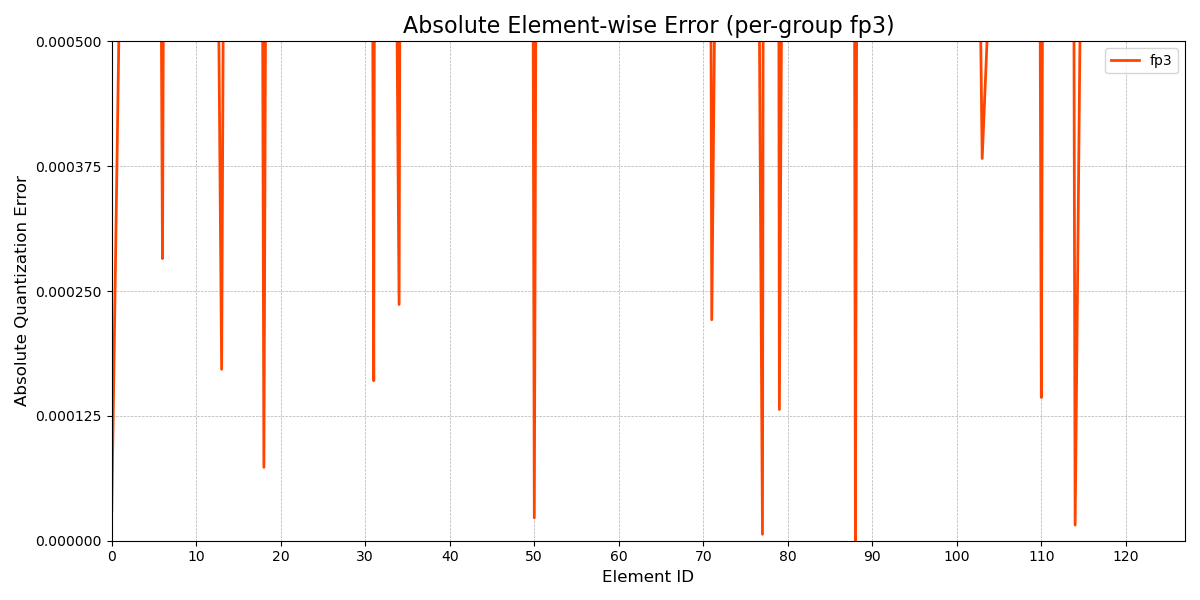 Absolute Element-wise Error (per-group fp3)
fp3
0.000500
0.000375
0.000250
0.000125
0.000000
Absolute Quantization Error
0 10 20 30 40 50 60 70 80 90 100 110 120
Element ID